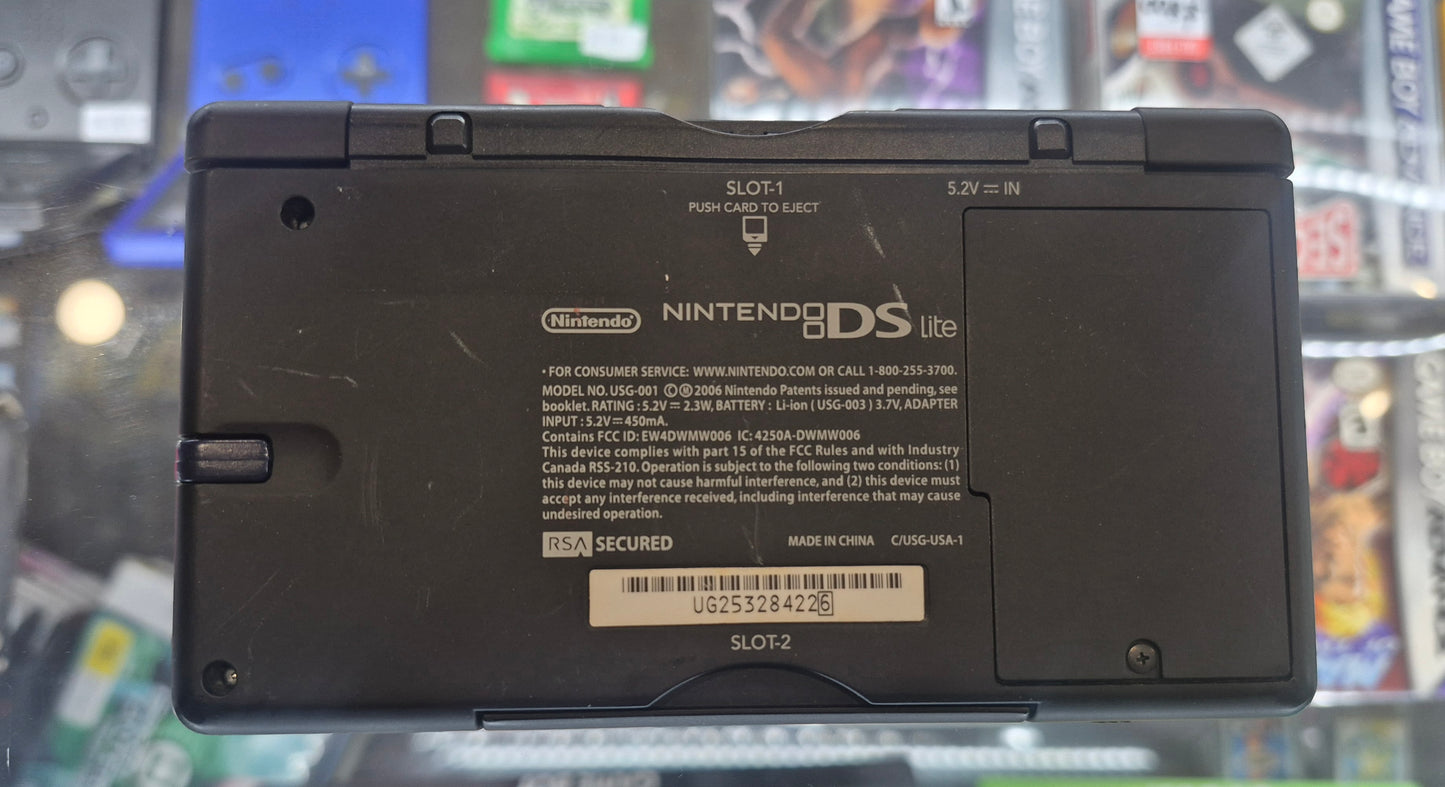 GAME BOY
SLOT-1
PUSH CARD TO EJECT
5.2V ⎓ IN
Nintendo
NINTENDO DS Lite
• FOR CONSUMER SERVICE: WWW.NINTENDO.COM OR CALL 1-800-255-3700.
MODEL NO. USG-001 ©Ⓜ2006 Nintendo Patents issued and pending, see
booklet. RATING : 5.2V ⎓ 2.3W, BATTERY : Li-ion ( USG-003 ) 3.7V, ADAPTER
INPUT : 5.2V⎓450mA.
Contains FCC ID: EW4DWMW006 IC: 4250A-DWMW006
This device complies with part 15 of the FCC Rules and with Industry
Canada RSS-210. Operation is subject to the following two conditions: (1)
this device may not cause harmful interference, and (2) this device must
accept any interference received, including interference that may cause
undesired operation.
RSA SECURED
MADE IN CHINA C/USG-USA-1
UG253284226
SLOT-2